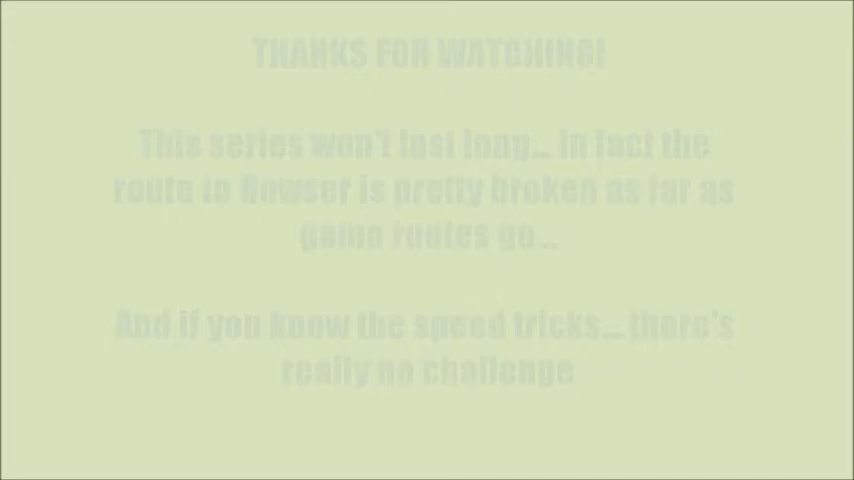 THANKS FOR WATCHING!
This series won't last long... in fact the
route to Bowser is pretty broken as far as
game routes go...
And if you know the speed tricks... there's
really no challenge